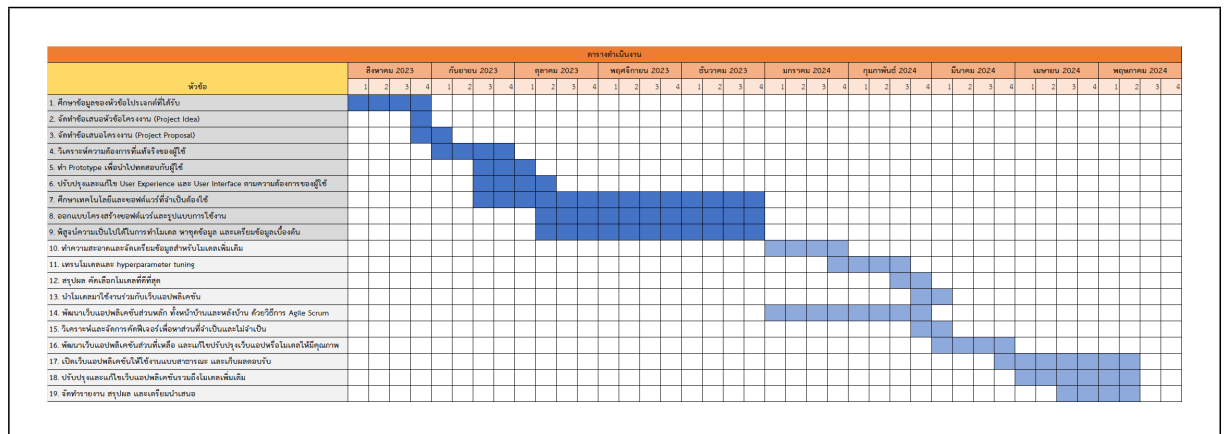 ตารางดำเนินงาน
หัวข้อ
สิงหาคม 2023 กันยายน 2023 ตุลาคม 2023 พฤศจิกายน 2023 ธันวาคม 2023 มกราคม 2024 กุมภาพันธ์ 2024 มีนาคม 2024 เมษายน 2024 พฤษภาคม 2024
1 2 3 4 1 2 3 4 1 2 3 4 1 2 3 4 1 2 3 4 1 2 3 4 1 2 3 4 1 2 3 4 1 2 3 4 1 2 3 4
1. ศึกษาข้อมูลของหัวข้อโปรเจกต์ที่ได้รับ
2. จัดทำข้อเสนอหัวข้อโครงงาน (Project Idea)
3. จัดทำข้อเสนอโครงงาน (Project Proposal)
4. วิเคราะห์ความต้องการที่แท้จริงของผู้ใช้
5. ทำ Prototype เพื่อนำไปทดสอบกับผู้ใช้
6. ปรับปรุงและแก้ไข User Experience และ User Interface ตามความต้องการของผู้ใช้
7. ศึกษาเทคโนโลยีและซอฟต์แวร์ที่จำเป็นต้องใช้
8. ออกแบบโครงสร้างซอฟต์แวร์และรูปแบบการใช้งาน
9. พิสูจน์ความเป็นไปได้ในการทำโมเดล หาชุดข้อมูล และเตรียมข้อมูลเบื้องต้น
10. ทำความสะอาดและจัดเตรียมข้อมูลสำหรับโมเดลเพิ่มเติม
11. เทรนโมเดลและ hyperparameter tuning
12. สรุปผล คัดเลือกโมเดลที่ดีที่สุด
13. นำโมเดลมาใช้งานร่วมกับเว็บแอปพลิเคชัน
14. พัฒนาเว็บแอปพลิเคชันส่วนหลัก ทั้งหน้าบ้านและหลังบ้าน ด้วยวิธีการ Agile Scrum
15. วิเคราะห์และจัดการคัดฟีเจอร์เพื่อหาส่วนที่จำเป็นและไม่จำเป็น
16. พัฒนาเว็บแอปพลิเคชันส่วนที่เหลือ และแก้ไขปรับปรุงเว็บแอปหรือโมเดลให้มีคุณภาพ
17. เปิดเว็บแอปพลิเคชันให้ใช้งานแบบสาธารณะ และเก็บผลตอบรับ
18. ปรับปรุงและแก้ไขเว็บแอปพลิเคชันรวมถึงโมเดลเพิ่มเติม
19. จัดทำรายงาน สรุปผล และเตรียมนำเสนอ